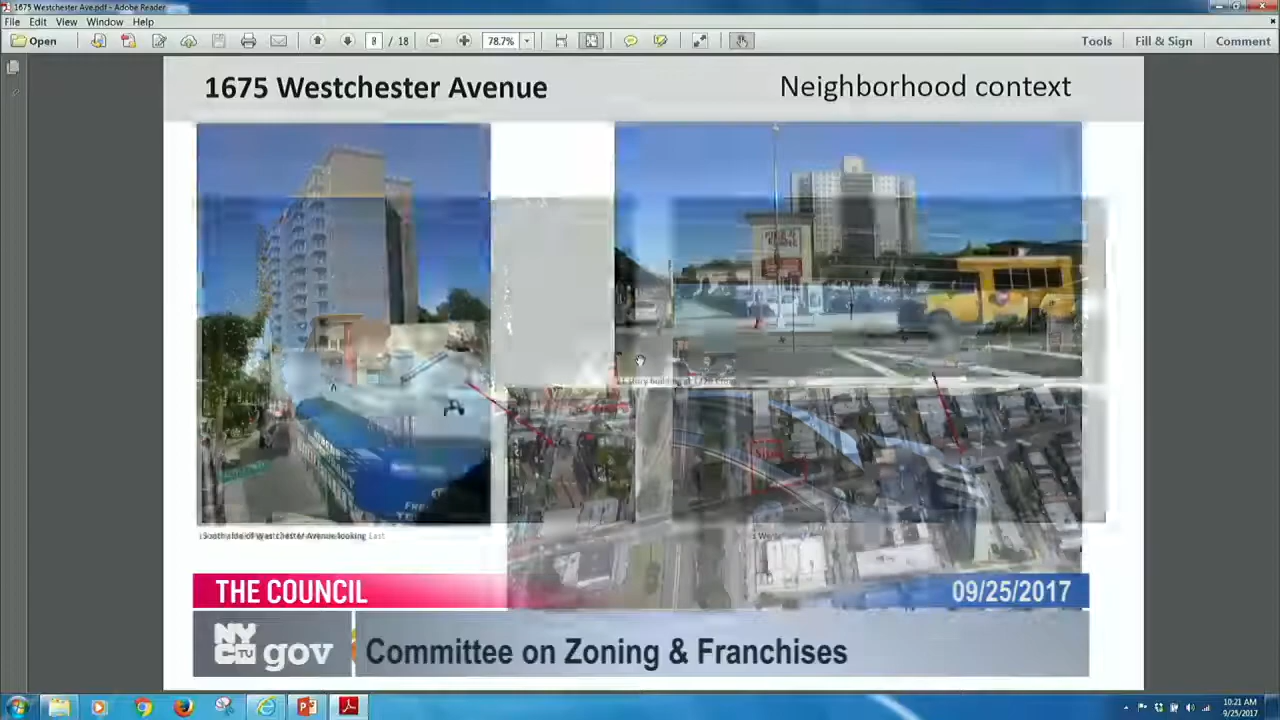 1675 Westchester Ave.pdf - Adobe Reader
File Edit View Window Help
Open 8 / 18 78.7% Tools Fill & Sign Comment
1675 Westchester Avenue
Neighborhood context
Site
THE COUNCIL
09/25/2017
NYC TV gov
Committee on Zoning & Franchises
10:21 AM
9/25/2017